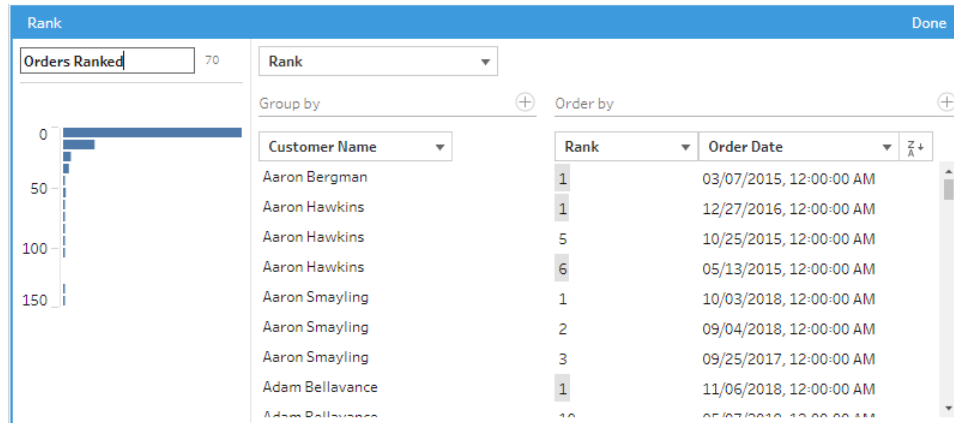 Rank Done
Orders Ranked 70 Rank
Group by Order by
0 Customer Name Rank Order Date
Aaron Bergman 1 03/07/2015, 12:00:00 AM
50 Aaron Hawkins 1 12/27/2016, 12:00:00 AM
Aaron Hawkins 5 10/25/2015, 12:00:00 AM
100 Aaron Hawkins 6 05/13/2015, 12:00:00 AM
150 Aaron Smayling 1 10/03/2018, 12:00:00 AM
Aaron Smayling 2 09/04/2018, 12:00:00 AM
Aaron Smayling 3 09/25/2017, 12:00:00 AM
Adam Bellavance 1 11/06/2018, 12:00:00 AM
Adam Bellavance